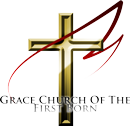 Grace Church Of The
First Born